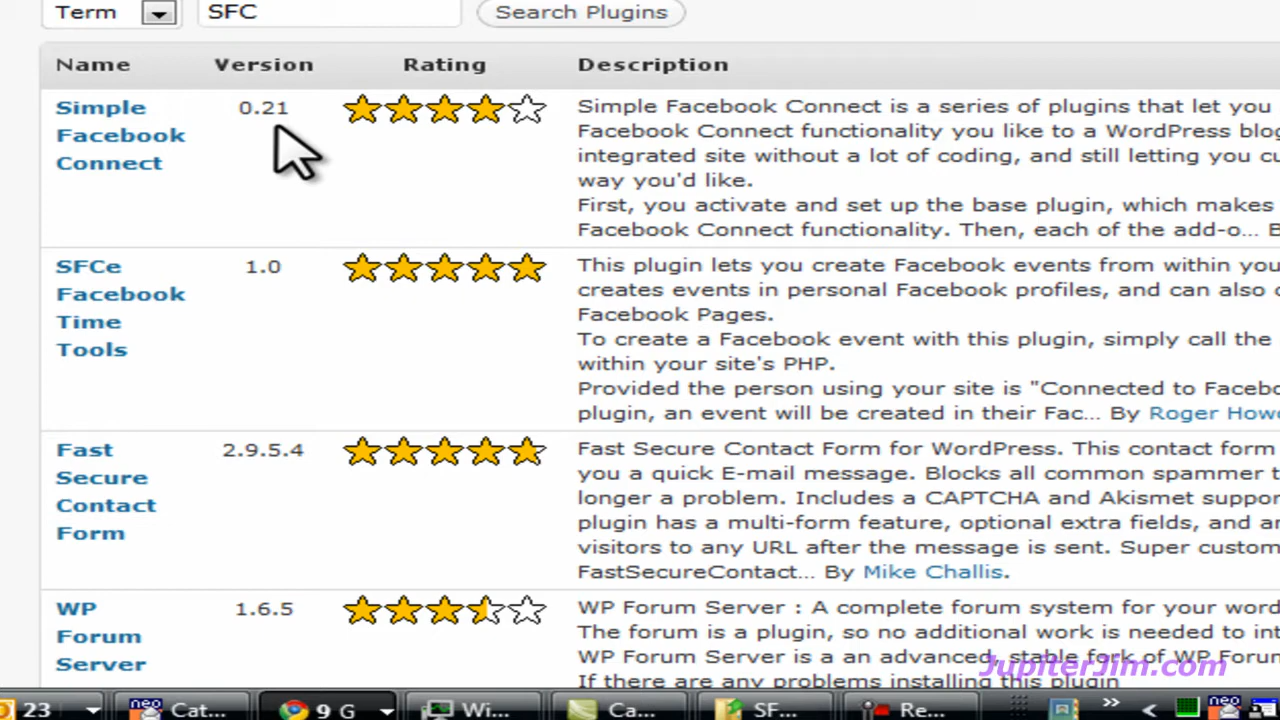 Term SFC Search Plugins
Name Version Rating Description
Simple 0.21 Simple Facebook Connect is a series of plugins that let you
Facebook Facebook Connect functionality you like to a WordPress blog
Connect integrated site without a lot of coding, and still letting you cu
way you'd like.
First, you activate and set up the base plugin, which makes
Facebook Connect functionality. Then, each of the add-o... B
SFCe 1.0 This plugin lets you create Facebook events from within you
Facebook creates events in personal Facebook profiles, and can also
Time Facebook Pages.
Tools To create a Facebook event with this plugin, simply call the
within your site's PHP.
Provided the person using your site is "Connected to Facebo
plugin, an event will be created in their Fac... By Roger Howo
Fast 2.9.5.4 Fast Secure Contact Form for WordPress. This contact form
Secure you a quick E-mail message. Blocks all common spammer t
Contact longer a problem. Includes a CAPTCHA and Akismet suppor
Form plugin has a multi-form feature, optional extra fields, and a
visitors to any URL after the message is sent. Super custom
FastSecureContact... By Mike Challis.
WP 1.6.5 WP Forum Server : A complete forum system for your word
Forum The forum is a plugin, so no additional work is needed to int
Server WP Forum Server is a an advanced, stable fork of WP Forum
If there are any problems installing this plugin
JupiterJim.com
23 neo Cat... 9 G Wi... Ca... SF... Re... neo